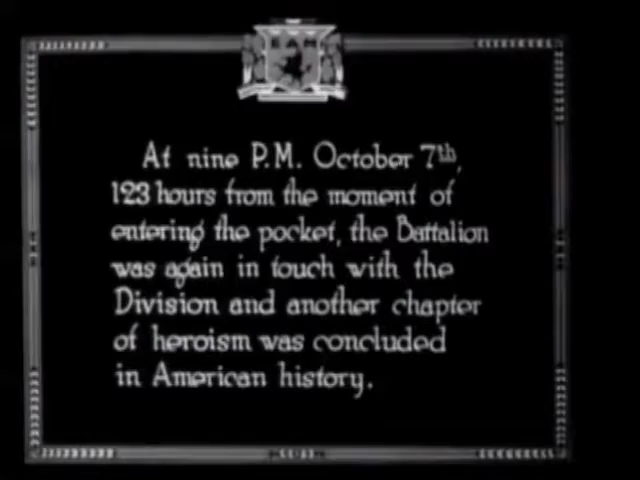 At nine P.M. October 7th,
123 hours from the moment of
entering the pocket, the Battalion
was again in touch with the
Division and another chapter
of heroism was concluded
in American history.